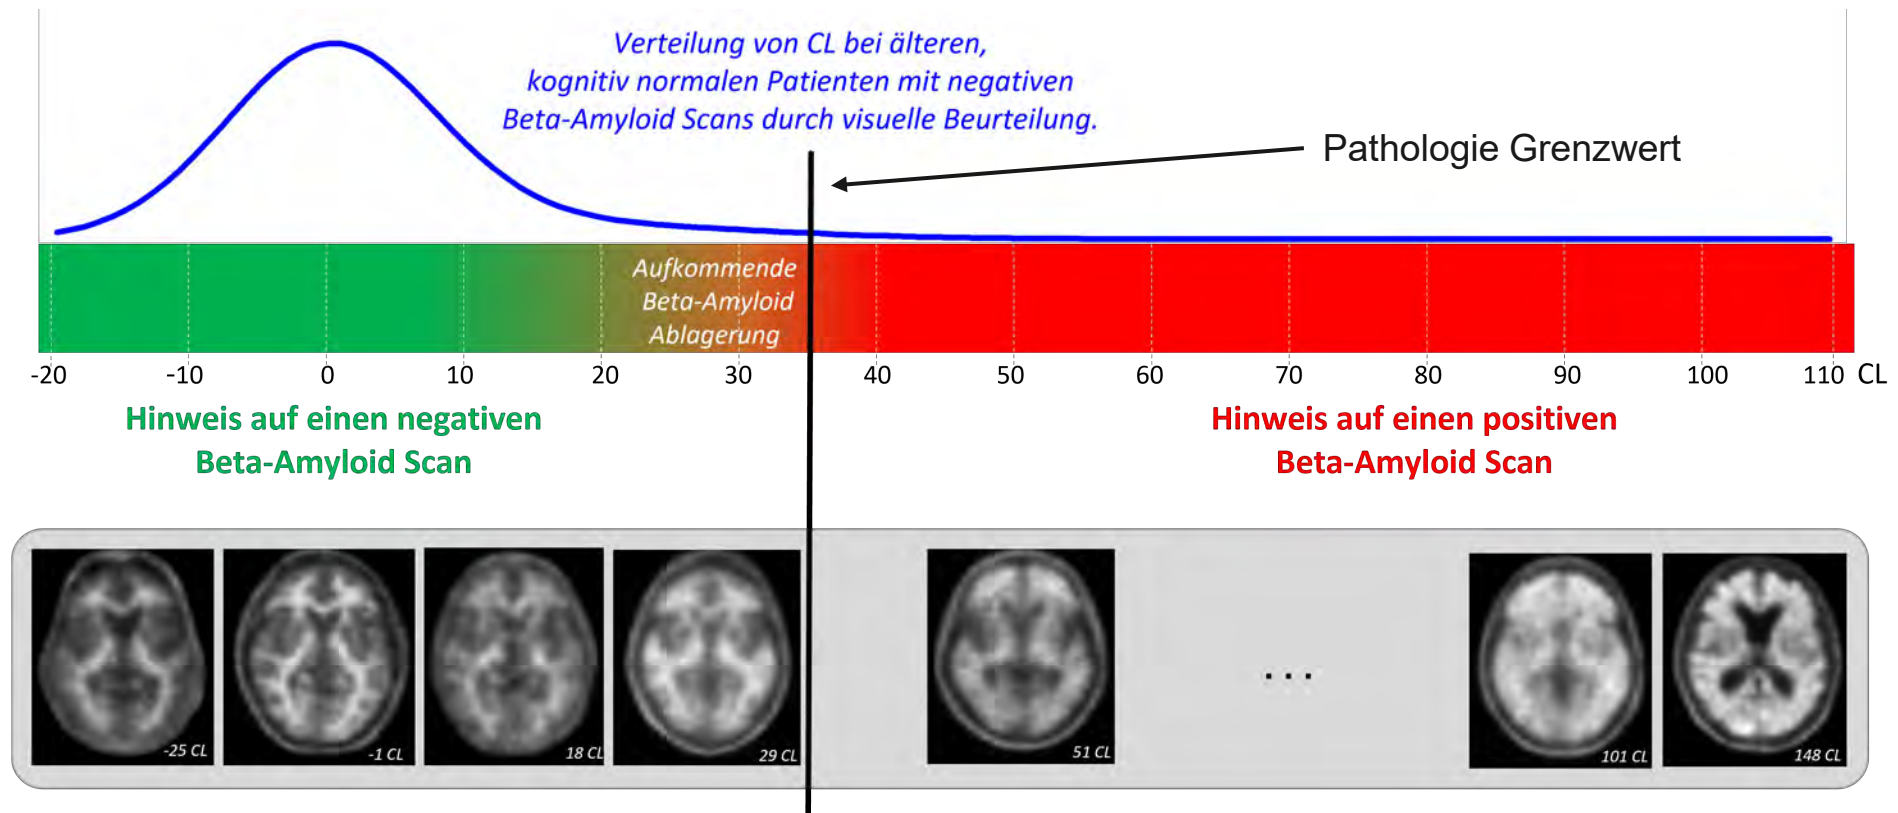 Verteilung von CL bei älteren,
kognitiv normalen Patienten mit negativen
Beta-Amyloid Scans durch visuelle Beurteilung.
Pathologie Grenzwert
Aufkommende
Beta-Amyloid
Ablagerung
-20 -10 0 10 20 30 40 50 60 70 80 90 100 110 CL
Hinweis auf einen negativen
Beta-Amyloid Scan
Hinweis auf einen positiven
Beta-Amyloid Scan
...
-25 CL -1 CL 18 CL 29 CL 51 CL 101 CL 148 CL